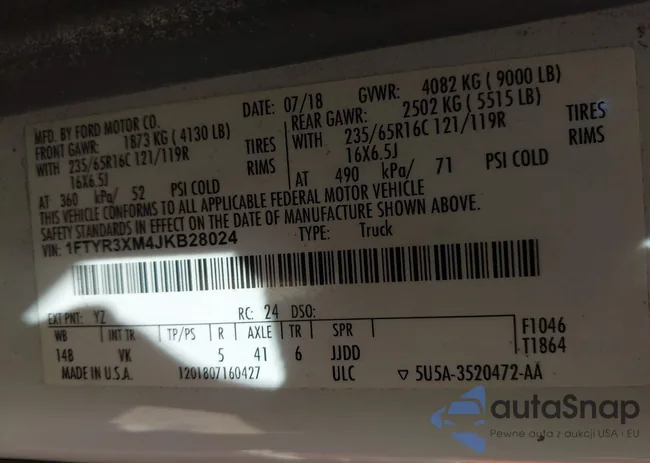 MFD. BY FORD MOTOR CO.
DATE: 07/18 GVWR: 4082 KG ( 9000 LB)
FRONT GAWR: 1873 KG ( 4130 LB)
REAR GAWR: 2502 KG ( 5515 LB)
WITH 235/65R16C 121/119R TIRES
WITH 235/65R16C 121/119R TIRES
16X6.5J RIMS
16X6.5J RIMS
AT 360 kPa/ 52 PSI COLD
AT 490 kPa/ 71 PSI COLD
THIS VEHICLE CONFORMS TO ALL APPLICABLE FEDERAL MOTOR VEHICLE
SAFETY STANDARDS IN EFFECT ON THE DATE OF MANUFACTURE SHOWN ABOVE.
VIN: 1FTYR3XM4JKB28024 TYPE: Truck
EXT PNT: YZ RC: 24 DSO:
WB INT TR TP/PS R AXLE TR SPR F1046
148 VK 5 41 6 JJDD T1864
MADE IN U.S.A. 1201807160427 ULC ▽ 5U5A-3520472-AA
autaSnap
Pewne auta z aukcji USA i EU